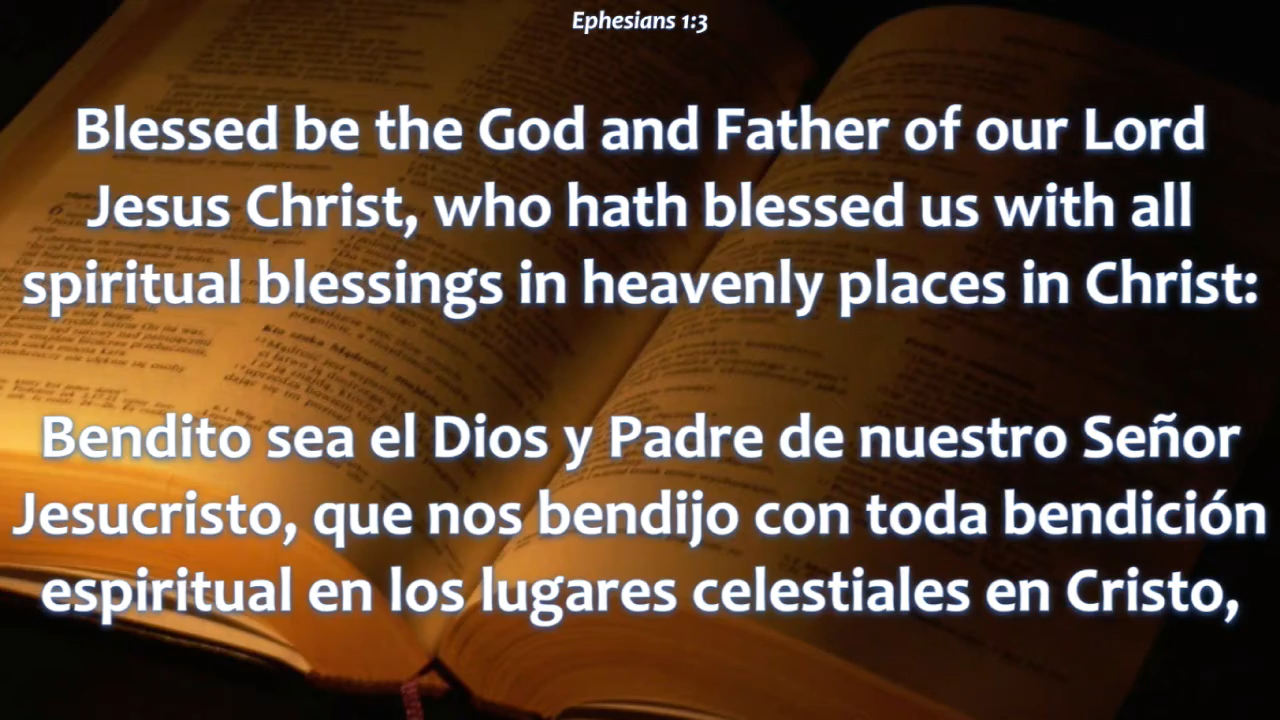 Ephesians 1:3
Blessed be the God and Father of our Lord
Jesus Christ, who hath blessed us with all
spiritual blessings in heavenly places in Christ:
Bendito sea el Dios y Padre de nuestro Señor
Jesucristo, que nos bendijo con toda bendición
espiritual en los lugares celestiales en Cristo,